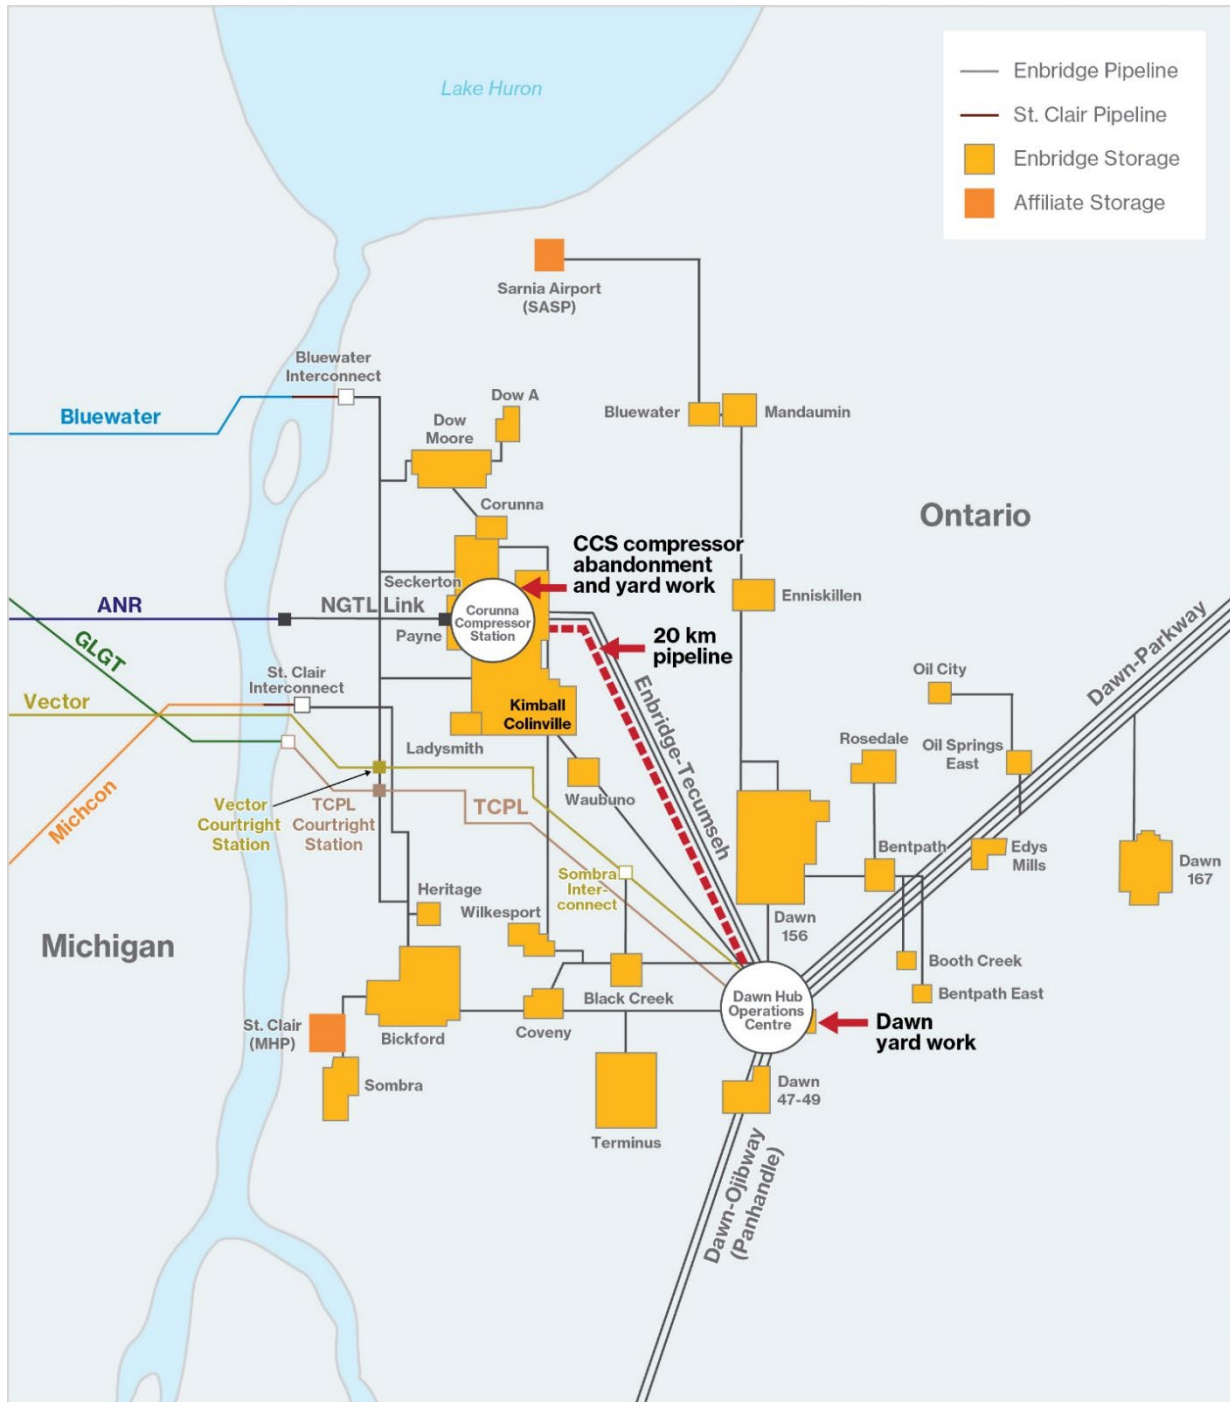 Lake Huron
Enbridge Pipeline
St. Clair Pipeline
Enbridge Storage
Affiliate Storage
Sarnia Airport
(SASP)
Bluewater
Interconnect
Bluewater
Dow A
Dow
Moore
Bluewater
Mandaumin
Corunna
Ontario
CCS compressor
abandonment
and yard work
Seckerton
Enniskillen
ANR
NGTL Link
Payne
Corunna
Compressor
Station
20 km
pipeline
GLGT
St. Clair
Interconnect
Vector
Kimball
Colinville
Ladysmith
Enbridge-Tecumseh
Dawn-Parkway
Oil City
Rosedale
Oil Springs
East
Waubuno
Michcon
Vector
Courtright
Station
TCPL
Courtright
Station
TCPL
Bentpath
Edys
Mills
Dawn
167
Sombra
Inter-
connect
Heritage
Wilkesport
Dawn
156
Michigan
Booth Creek
Bentpath East
Black Creek
Dawn Hub
Operations
Centre
St. Clair
(MHP)
Bickford
Coveny
Dawn
yard work
Sombra
Terminus
Dawn
47-49
Dawn-Ojibway
(Panhandle)